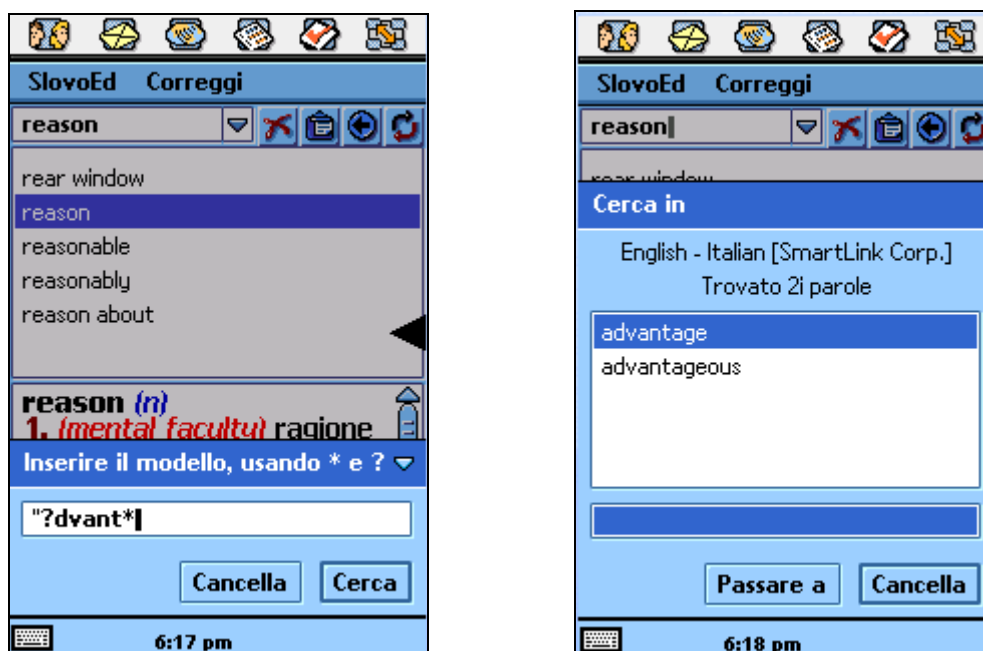 SlovoEd Correggi
reason
rear window
reason
reasonable
reasonably
reason about
reason (n)
1. (mental faculty) ragione
Inserire il modello, usando * e ?
"?dvant*
Cancella Cerca
6:17 pm
SlovoEd Correggi
reason
rear window
Cerca in
English - Italian [SmartLink Corp.]
Trovato 2i parole
advantage
advantageous
Passare a Cancella
6:18 pm